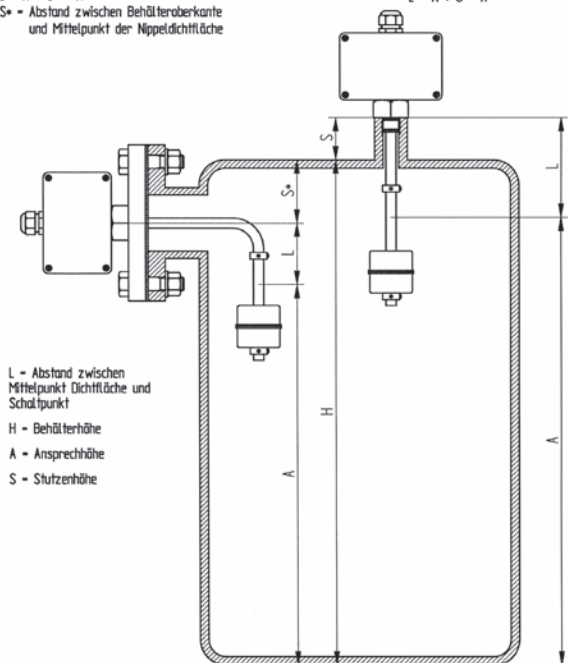 S* - Abstand zwischen Behälteroberkante
und Mittelpunkt der Nippeldichtfläche
S
L
S*
L
H
A
A
L - Abstand zwischen
Mittelpunkt Dichtfläche und
Schaltpunkt
H - Behälterhöhe
A - Ansprechhöhe
S - Stutzenhöhe